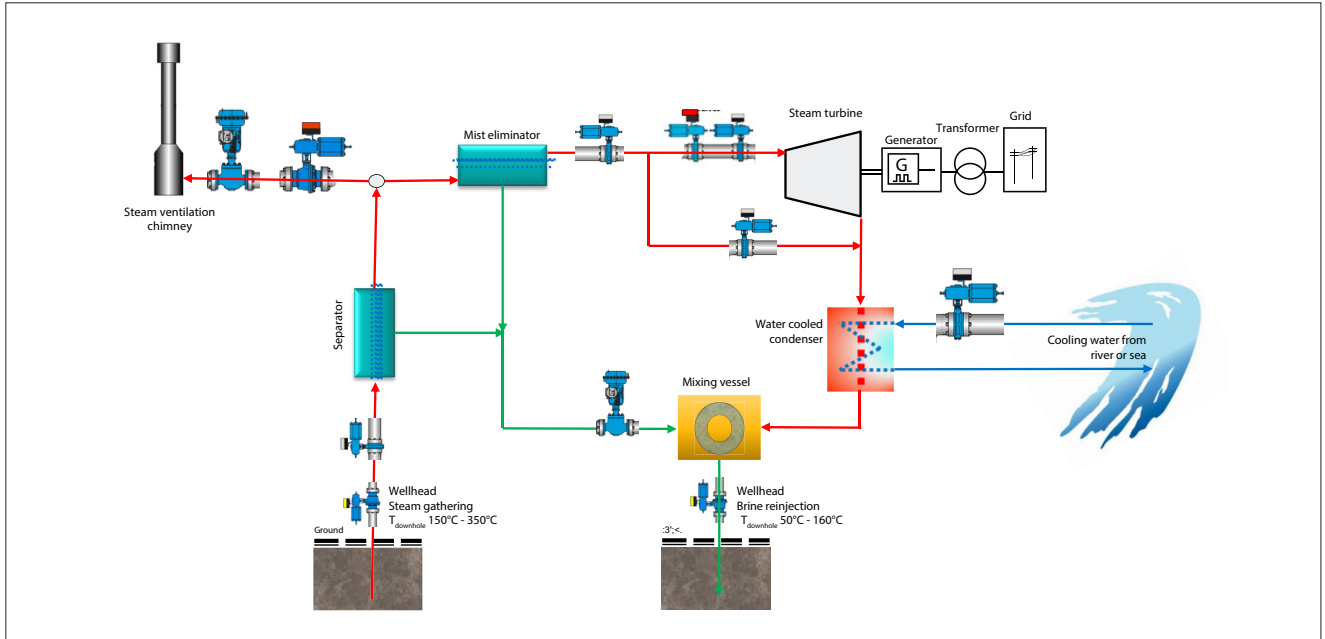 Steam turbine
Grid
Transformer
Generator
G
Mist eliminator
Steam ventilation
chimney
Separator
Water cooled
condenser
Cooling water from
river or sea
Mixing vessel
Wellhead
Steam gathering
Tdownhole 150°C - 350°C
Ground
Wellhead
Brine reinjection
Tdownhole 50°C - 160°C
:3';<.